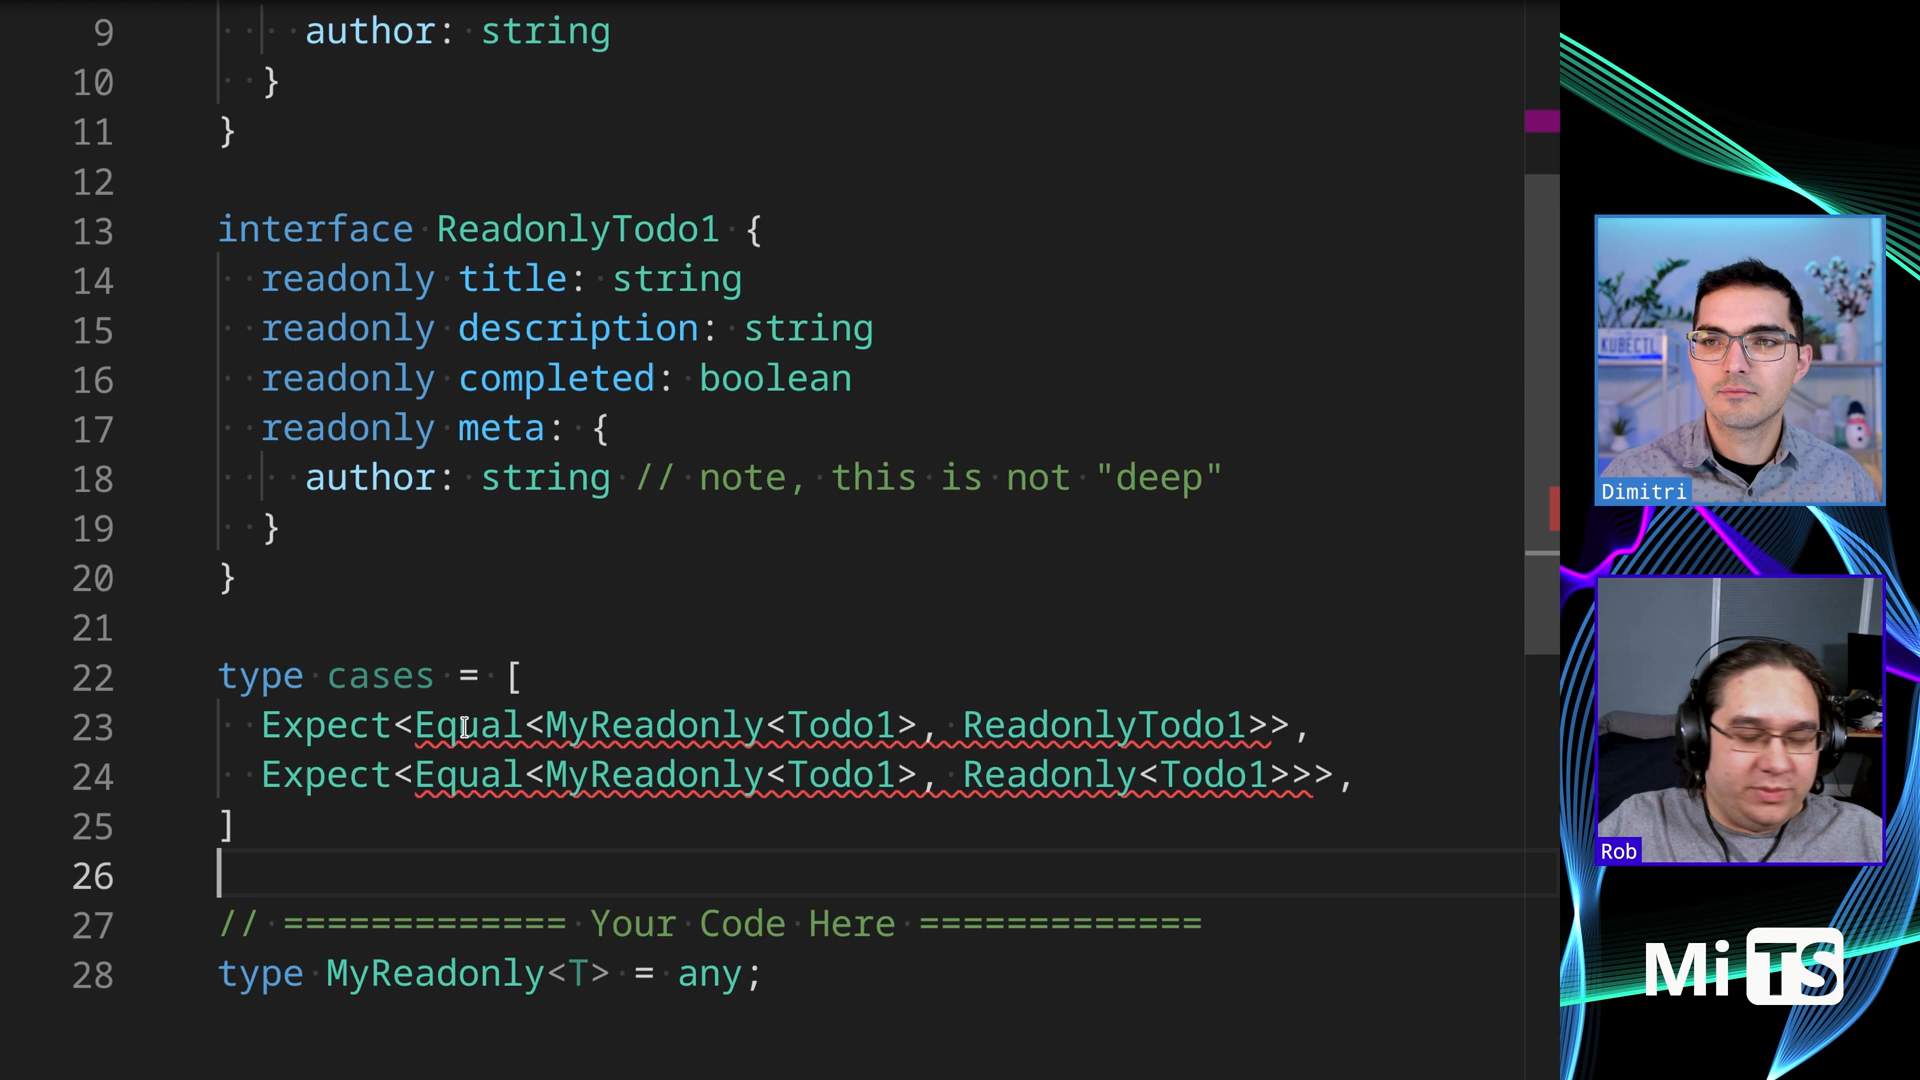 9 author: string
10 }
11 }
12
13 interface ReadonlyTodo1 {
14 readonly title: string
15 readonly description: string
16 readonly completed: boolean
17 readonly meta: {
18 author: string // note, this is not "deep"
19 }
20 }
21
22 type cases = [
23 Expect<Equal<MyReadonly<Todo1>, ReadonlyTodo1>>,
24 Expect<Equal<MyReadonly<Todo1>, Readonly<Todo1>>>,
25 ]
26
27 // ============= Your Code Here =============
28 type MyReadonly<T> = any;
KUBECTL
Dimitri
Rob
Mi TS